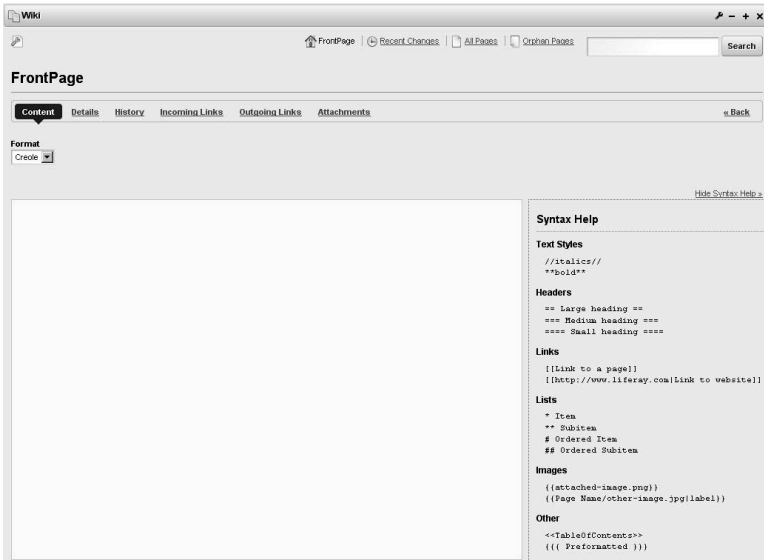 Wiki
FrontPage | Recent Changes | All Pages | Orphan Pages Search
FrontPage
Content Details History Incoming Links Outgoing Links Attachments « Back
Format
Creole
Hide Syntax Help »
Syntax Help
Text Styles
//italics//
**bold**
Headers
== Large heading ==
=== Medium heading ===
==== Small heading ====
Links
[[Link to a page]]
[[http://www.liferay.com|Link to website]]
Lists
* Item
** Subitem
# Ordered Item
## Ordered Subitem
Images
{{attached-image.png}}
{{Page Name/other-image.jpg|label}}
Other
<<TableOfContents>>
{{{ Preformatted }}}